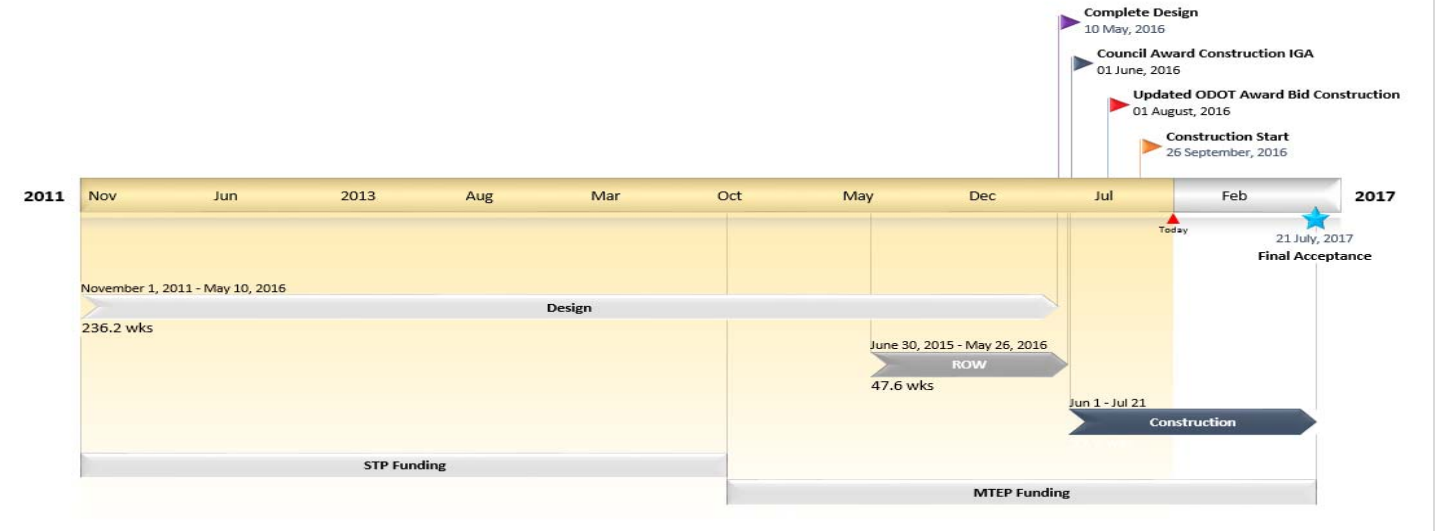 Complete Design
10 May, 2016
Council Award Construction IGA
01 June, 2016
Updated ODOT Award Bid Construction
01 August, 2016
Construction Start
26 September, 2016
2011 Nov Jun 2013 Aug Mar Oct May Dec Jul Feb 2017
Today
21 July, 2017
Final Acceptance
November 1, 2011 - May 10, 2016
Design
236.2 wks
June 30, 2015 - May 26, 2016
ROW
47.6 wks
Jun 1 - Jul 21
Construction
STP Funding
MTEP Funding